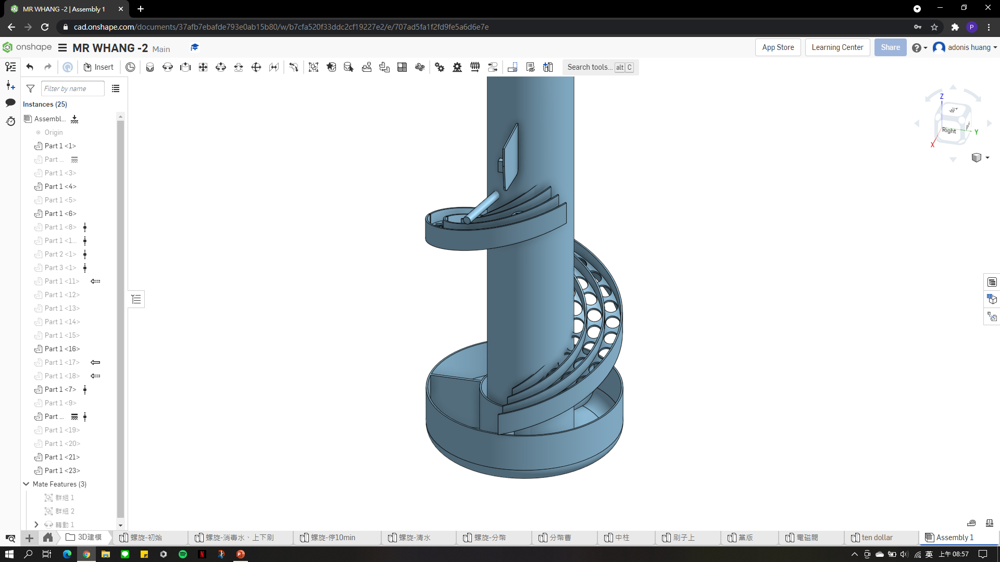 MR WHANG -2 | Assembly 1
cad.onshape.com/documents/37afb7ebafde793e0ab15b80/w/b7cfa520f33ddc2cf19227e2/e/707ad5fa1f2fd9fe5a6d6e7e
P
onshape
MR WHANG -2 Main
App Store
Learning Center
Share
adonis huang
Insert
Search tools... alt C
Filter by name
Instances (25)
Assembl...
Origin
Part 1 <1>
Part ...
Part 1 <3>
Part 1 <4>
Part 1 <5>
Part 1 <6>
Part 1 <8>
Part 1 <1...
Part 2 <1>
Part 3 <1>
Part 1 <11>
Part 1 <12>
Part 1 <13>
Part 1 <14>
Part 1 <15>
Part 1 <16>
Part 1 <17>
Part 1 <18>
Part 1 <7>
Part 1 <9>
Part ...
Part 1 <19>
Part 1 <20>
Part 1 <21>
Part 1 <23>
Mate Features (3)
群組 1
群組 2
轉動 1
Z
Top
Right
Y
X
3D建模
螺旋-初始
螺旋-消毒水、上下刷
螺旋-停10min
螺旋-清水
螺旋-分幣
分幣曹
中柱
刷子上
黨版
電磁閥
ten dollar
Assembly 1
英
上午 08:57